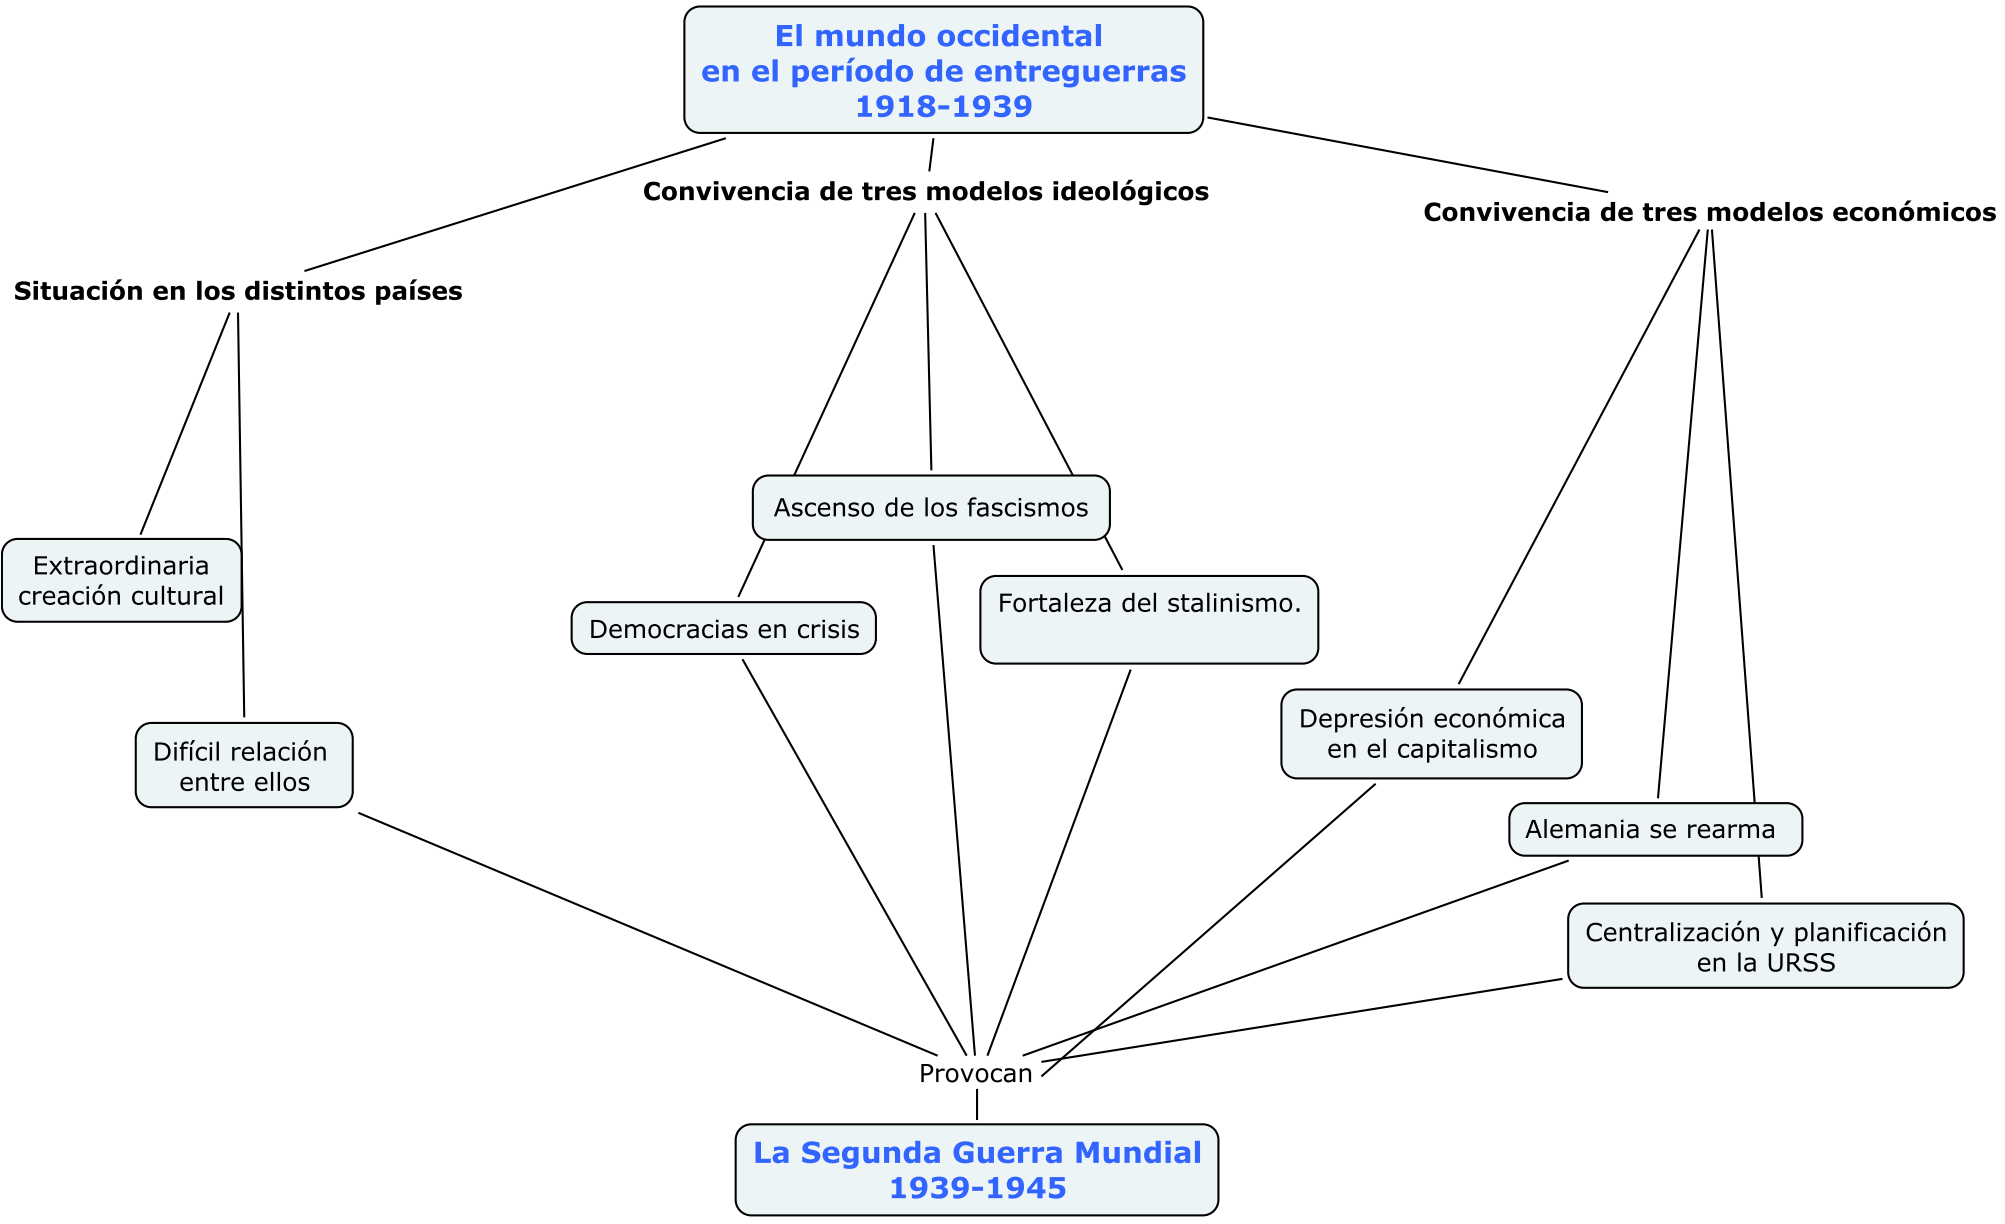 El mundo occidental
en el período de entreguerras
1918-1939
Convivencia de tres modelos ideológicos
Convivencia de tres modelos económicos
Situación en los distintos países
Ascenso de los fascismos
Extraordinaria
creación cultural
Fortaleza del stalinismo.
Democracias en crisis
Depresión económica
en el capitalismo
Difícil relación
entre ellos
Alemania se rearma
Centralización y planificación
en la URSS
Provocan
La Segunda Guerra Mundial
1939-1945